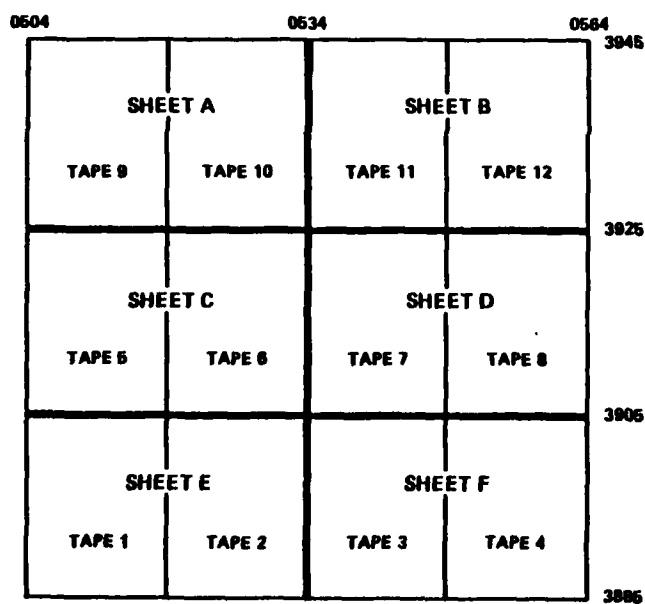 0504 0534 0564
3945
SHEET A SHEET B
TAPE 9 TAPE 10 TAPE 11 TAPE 12
3925
SHEET C SHEET D
TAPE 5 TAPE 6 TAPE 7 TAPE 8
3905
SHEET E SHEET F
TAPE 1 TAPE 2 TAPE 3 TAPE 4
3885